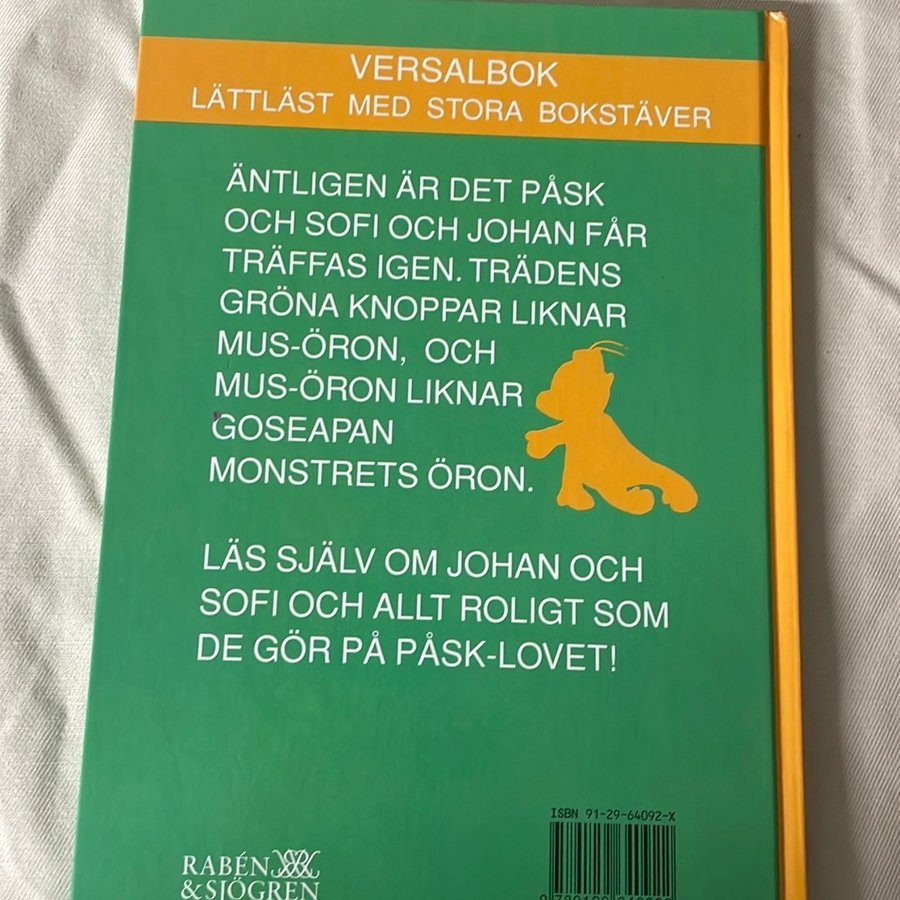 VERSALBOK
LÄTTLÄST MED STORA BOKSTÄVER
ÄNTLIGEN ÄR DET PÅSK
OCH SOFI OCH JOHAN FÅR
TRÄFFAS IGEN. TRÄDENS
GRÖNA KNOPPAR LIKNAR
MUS-ÖRON, OCH
MUS-ÖRON LIKNAR
GOSEAPAN
MONSTRETS ÖRON.
LÄS SJÄLV OM JOHAN OCH
SOFI OCH ALLT ROLIGT SOM
DE GÖR PÅ PÅSK-LOVET!
ISBN 91-29-64092-X
RABÉN
& SJÖGREN